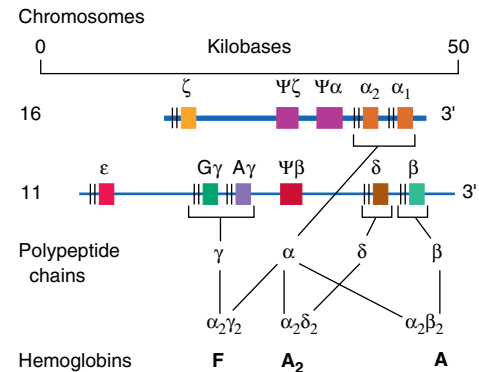 Chromosomes
0 Kilobases 50
ζ Ψζ Ψα α₂ α₁
16 3'
ε Gγ Aγ Ψβ δ β
11 3'
Polypeptide
chains
γ α δ β
α₂γ₂ α₂δ₂ α₂β₂
Hemoglobins F A₂ A